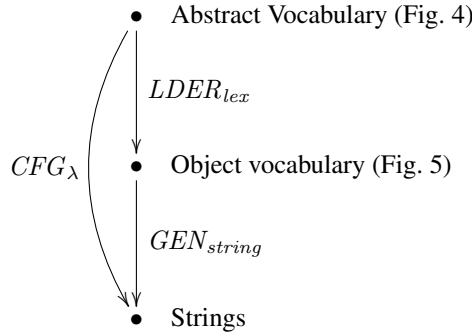 Abstract Vocabulary (Fig. 4)
LDER_lex
CFG_λ
Object vocabulary (Fig. 5)
GEN_string
Strings